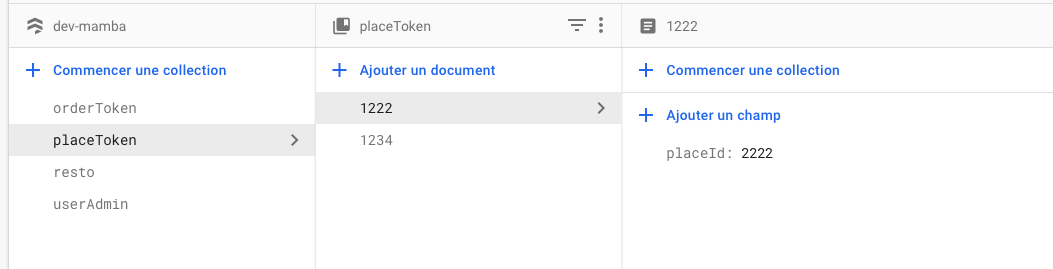 dev-mamba
placeToken
1222
Commencer une collection
Ajouter un document
Commencer une collection
orderToken
placeToken
resto
userAdmin
1222
1234
Ajouter un champ
placeId: 2222